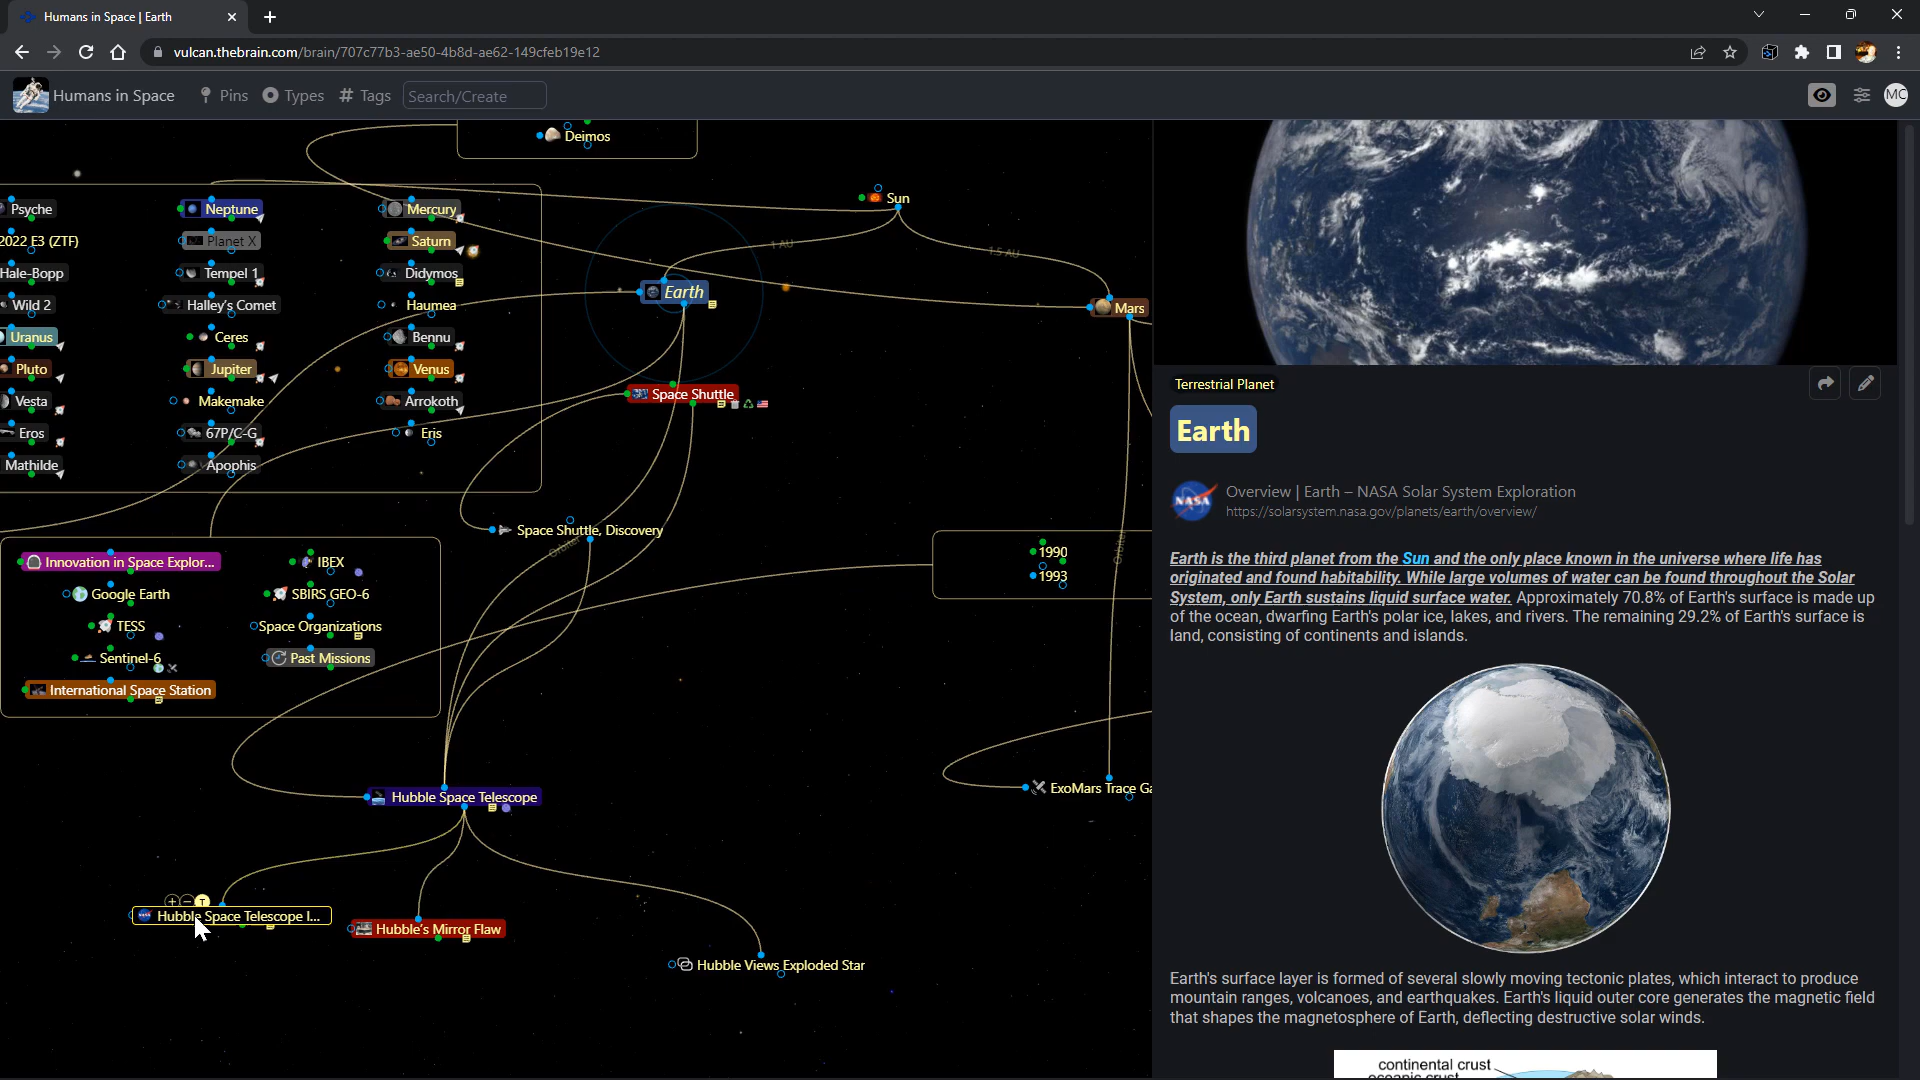 Humans in Space | Earth
vulcan.thebrain.com/brain/707c77b3-ae50-4b8d-ae62-149cfeb19e12
Humans in Space
Pins
Types
# Tags
Search/Create
MC
Deimos
Psyche
2022 E3 (ZTF)
Hale-Bopp
Wild 2
Uranus
Pluto
Vesta
Eros
Mathilde
Neptune
Planet X
Tempel 1
Halley's Comet
Ceres
Jupiter
Makemake
67P/C-G
Apophis
Mercury
Saturn
Didymos
Haumea
Bennu
Venus
Arrokoth
Eris
Sun
1 AU
1.5 AU
Earth
Mars
Space Shuttle
Space Shuttle, Discovery
Orbiter
Orbiter
1990
1993
Innovation in Space Explor...
Google Earth
TESS
Sentinel-6
International Space Station
IBEX
SBIRS GEO-6
Space Organizations
Past Missions
Hubble Space Telescope
ExoMars Trace Ga
T
Hubble Space Telescope I...
Hubble's Mirror Flaw
Hubble Views Exploded Star
Terrestrial Planet
Earth
NASA
Overview | Earth – NASA Solar System Exploration
https://solarsystem.nasa.gov/planets/earth/overview/
Earth is the third planet from the Sun and the only place known in the universe where life has
originated and found habitability. While large volumes of water can be found throughout the Solar
System, only Earth sustains liquid surface water. Approximately 70.8% of Earth's surface is made up
of the ocean, dwarfing Earth's polar ice, lakes, and rivers. The remaining 29.2% of Earth's surface is
land, consisting of continents and islands.
Earth's surface layer is formed of several slowly moving tectonic plates, which interact to produce
mountain ranges, volcanoes, and earthquakes. Earth's liquid outer core generates the magnetic field
that shapes the magnetosphere of Earth, deflecting destructive solar winds.
continental crust
oceanic crust